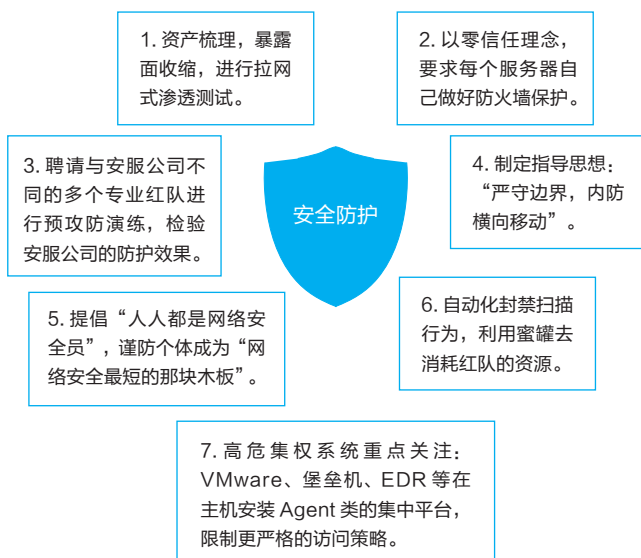 1. 资产梳理，暴露
面收缩，进行拉网
式渗透测试。
2. 以零信任理念，
要求每个服务器自
己做好防火墙保护。
3. 聘请与安服公司不
同的多个专业红队进
行预攻防演练，检验
安服公司的防护效果。
安全防护
4. 制定指导思想：
“严守边界，内防
横向移动”。
5. 提倡“人人都是网络安
全员”，谨防个体成为“网
络安全最短的那块木板”。
6. 自动化封禁扫描
行为，利用蜜罐去
消耗红队的资源。
7. 高危集权系统重点关注：
VMware、堡垒机、EDR 等在
主机安装 Agent 类的集中平台，
限制更严格的访问策略。